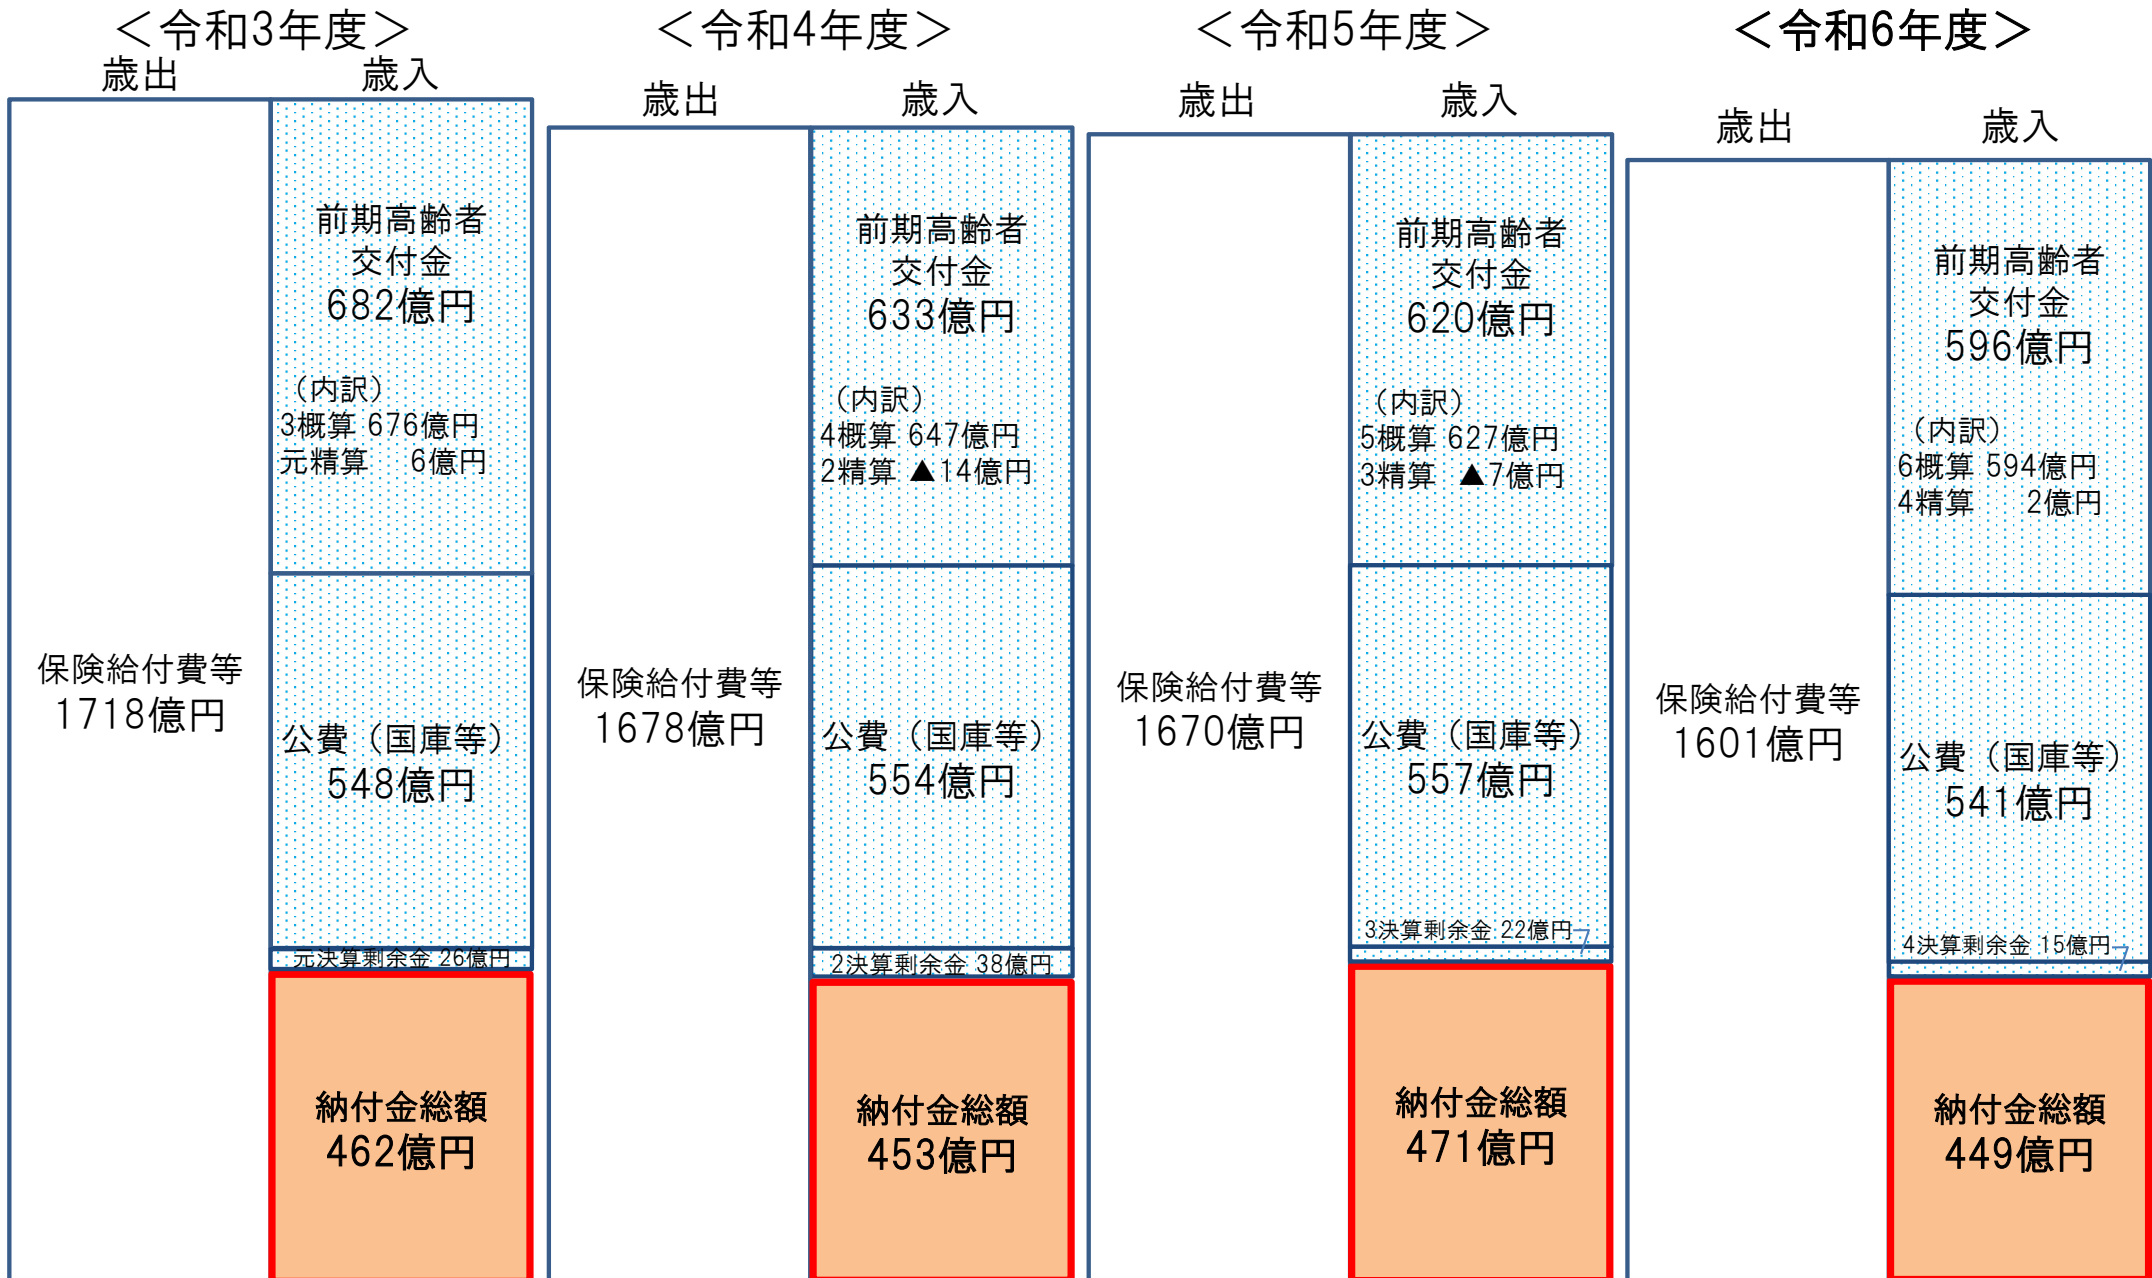 ＜令和3年度＞
歳出 歳入
前期高齢者
交付金
682億円
（内訳）
3概算 676億円
元精算 6億円
保険給付費等
1718億円
公費（国庫等）
548億円
元決算剰余金 26億円
納付金総額
462億円
＜令和4年度＞
歳出 歳入
前期高齢者
交付金
633億円
（内訳）
4概算 647億円
2精算 ▲14億円
保険給付費等
1678億円
公費（国庫等）
554億円
2決算剰余金 38億円
納付金総額
453億円
＜令和5年度＞
歳出 歳入
前期高齢者
交付金
620億円
（内訳）
5概算 627億円
3精算 ▲7億円
保険給付費等
1670億円
公費（国庫等）
557億円
3決算剰余金 22億円
納付金総額
471億円
＜令和6年度＞
歳出 歳入
前期高齢者
交付金
596億円
（内訳）
6概算 594億円
4精算 2億円
保険給付費等
1601億円
公費（国庫等）
541億円
4決算剰余金 15億円
納付金総額
449億円